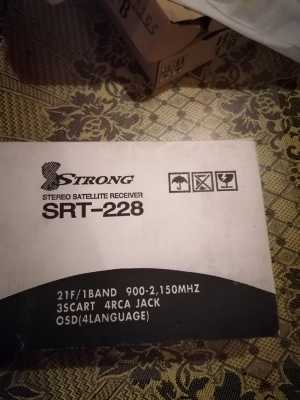 STRONG
STEREO SATELLITE RECEIVER
SRT-228
21F/1BAND 900-2,150MHZ
3SCART 4RCA JACK
OSD(4LANGUAGE)